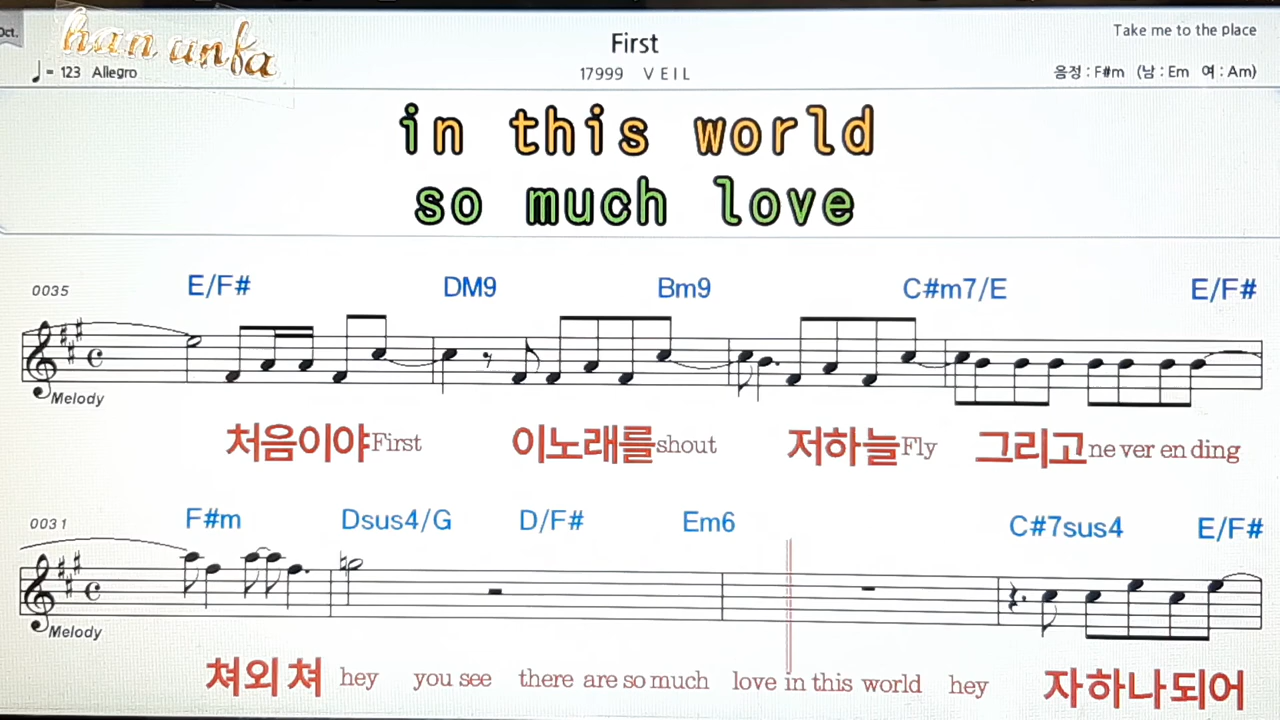 Oct.
han unfa
First
Take me to the place
♩= 123 Allegro
17999 VEIL
음정 : F#m (남 : Em 여 : Am)
in this world
so much love
0035 E/F# DM9 Bm9 C#m7/E E/F#
Melody
처음이야First 이노래를shout 저하늘Fly 그리고ne ver en ding
0031 F#m Dsus4/G D/F# Em6 C#7sus4 E/F#
Melody
쳐외 쳐 hey you see there are so much love in this world hey 자하나되어